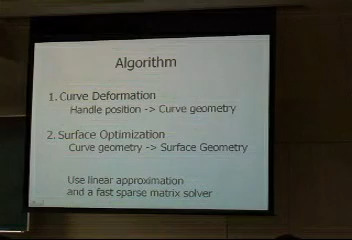 Algorithm
1. Curve Deformation
Handle position -> Curve geometry
2. Surface Optimization
Curve geometry -> Surface Geometry
Use linear approximation
and a fast sparse matrix solver